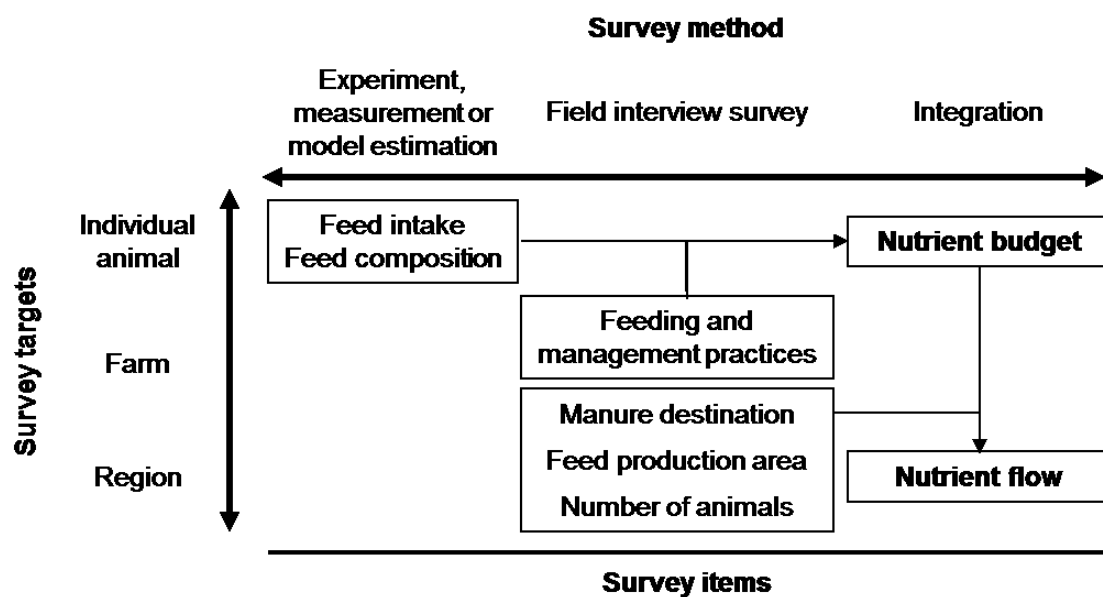 Survey method
Experiment,
measurement or
model estimation
Field interview survey
Integration
Survey targets
Individual
animal
Farm
Region
Feed intake
Feed composition
Nutrient budget
Feeding and
management practices
Manure destination
Feed production area
Number of animals
Nutrient flow
Survey items